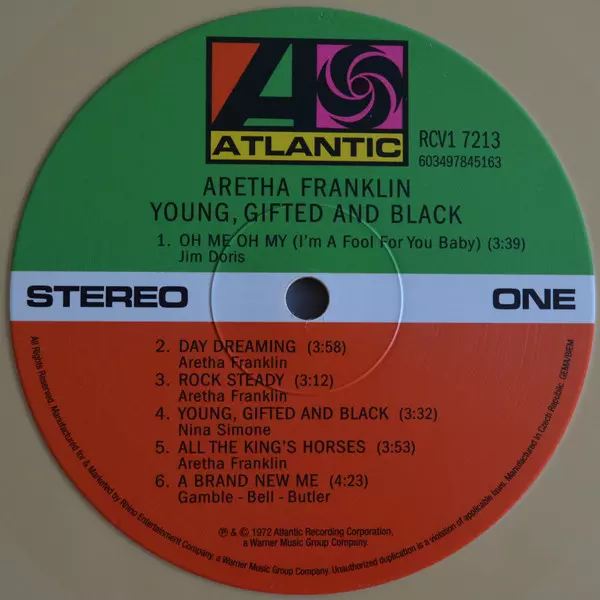 ATLANTIC
RCV1 7213
603497845163
ARETHA FRANKLIN
YOUNG, GIFTED AND BLACK
1. OH ME OH MY (I'm A Fool For You Baby) (3:39)
Jim Doris
STEREO ONE
2. DAY DREAMING (3:58)
Aretha Franklin
3. ROCK STEADY (3:12)
Aretha Franklin
4. YOUNG, GIFTED AND BLACK (3:32)
Nina Simone
5. ALL THE KING'S HORSES (3:53)
Aretha Franklin
6. A BRAND NEW ME (4:23)
Gamble - Bell - Butler
℗ & © 1972 Atlantic Recording Corporation,
a Warner Music Group Company.
All Rights Reserved. Manufactured for & Marketed by Rhino Entertainment Company, a Warner Music Group Company. Unauthorized duplication is a violation of applicable laws. Manufactured in Czech Republic. GEMA/BIEM